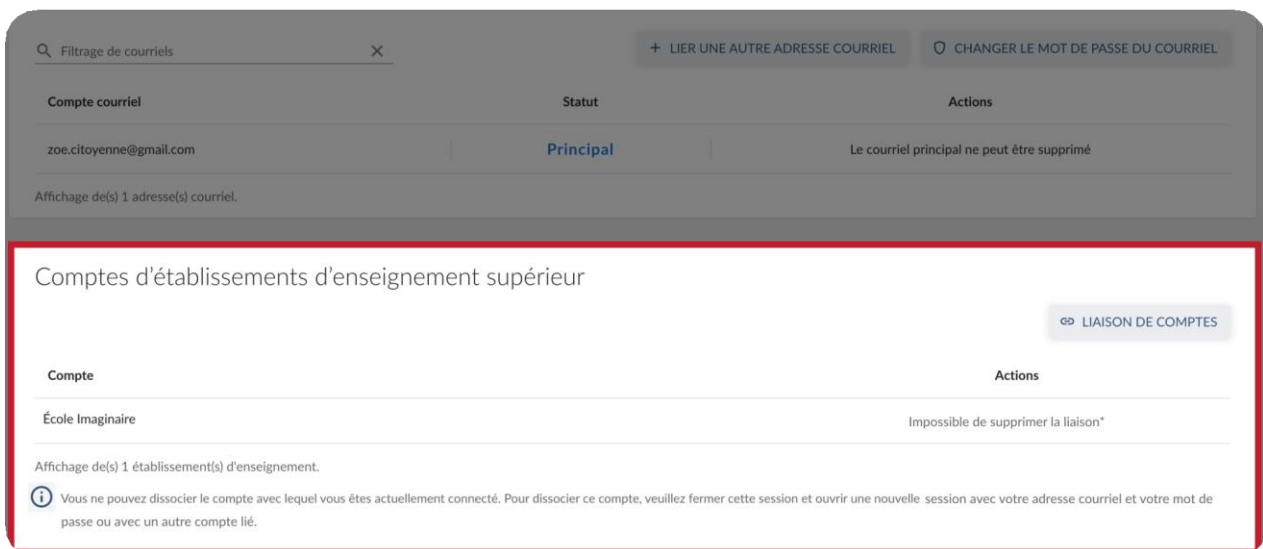 Filtrage de courriels
+ LIER UNE AUTRE ADRESSE COURRIEL
CHANGER LE MOT DE PASSE DU COURRIEL
Compte courriel Statut Actions
zoe.citoyenne@gmail.com Principal Le courriel principal ne peut être supprimé
Affichage de(s) 1 adresse(s) courriel.
Comptes d'établissements d'enseignement supérieur
LIAISON DE COMPTES
Compte Actions
École Imaginaire Impossible de supprimer la liaison*
Affichage de(s) 1 établissement(s) d'enseignement.
Vous ne pouvez dissocier le compte avec lequel vous êtes actuellement connecté. Pour dissocier ce compte, veuillez fermer cette session et ouvrir une nouvelle session avec votre adresse courriel et votre mot de
passe ou avec un autre compte lié.